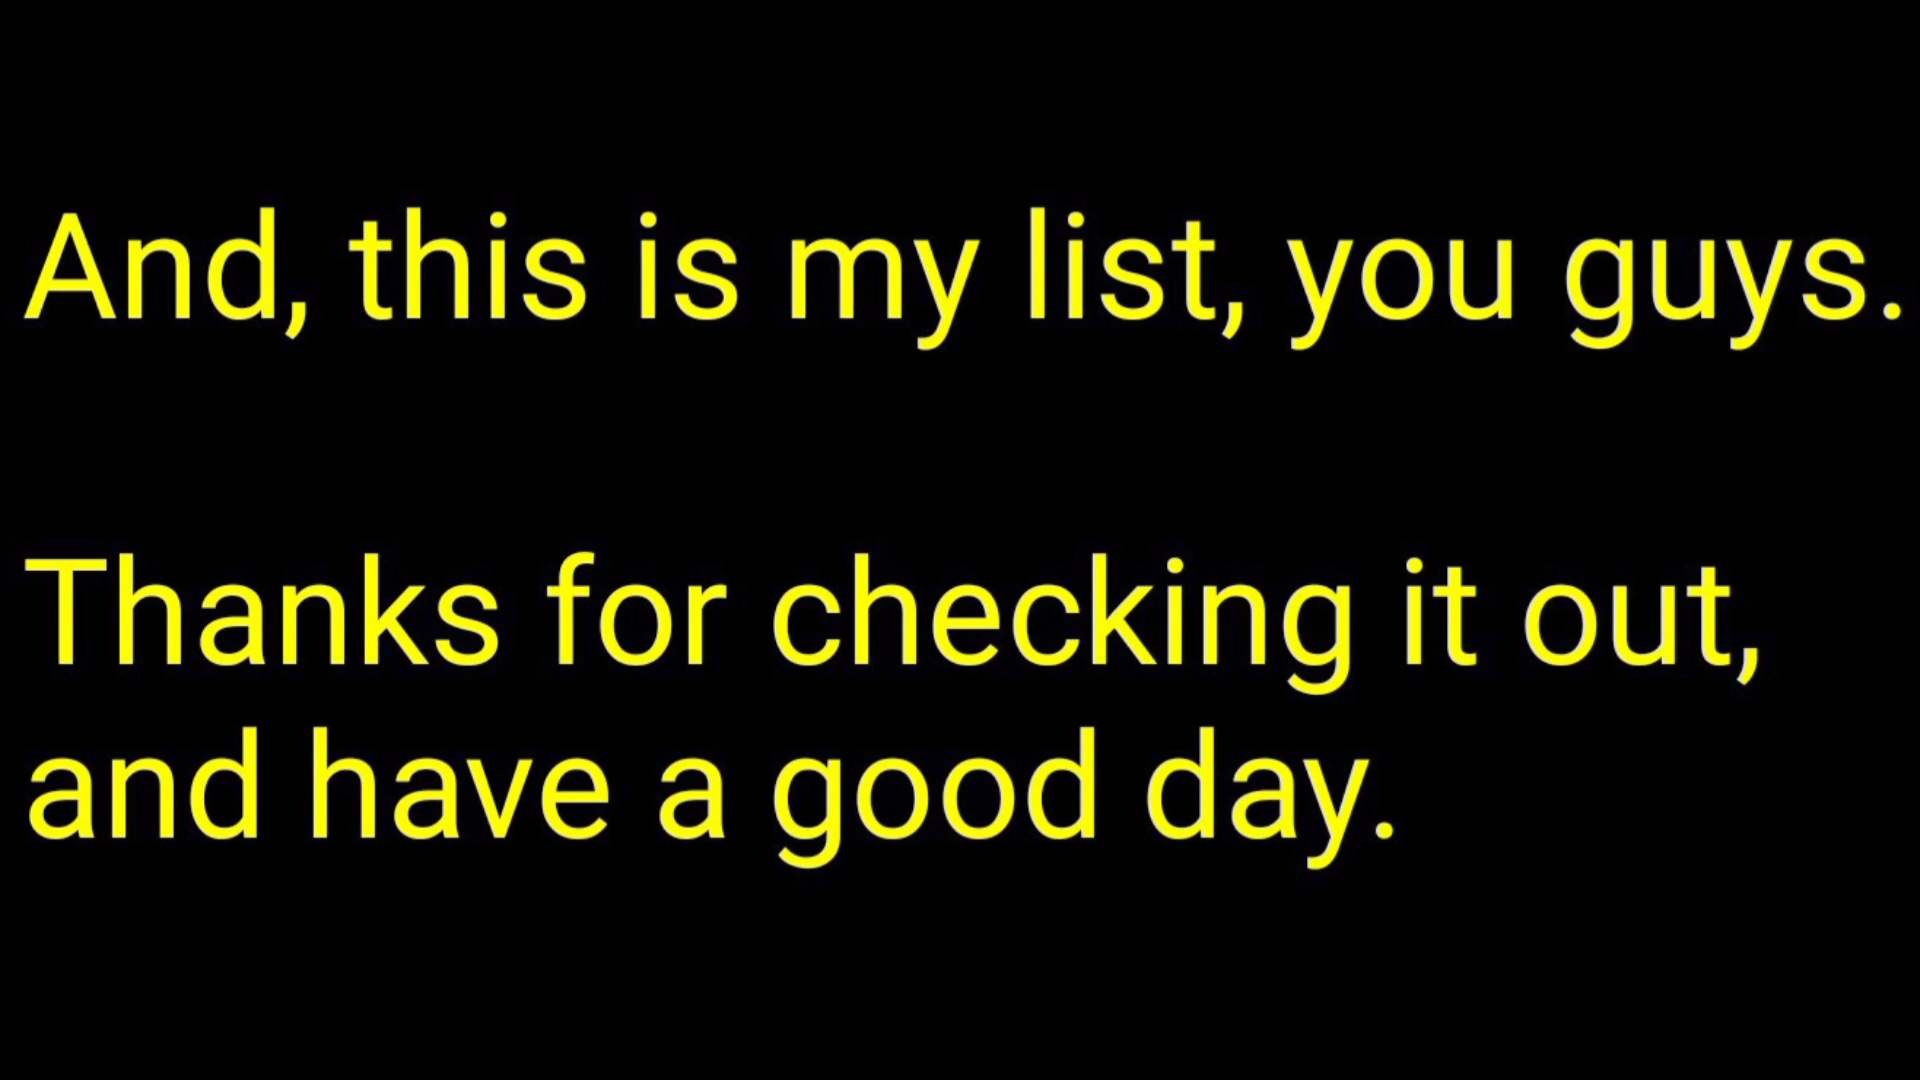 And, this is my list, you guys.
Thanks for checking it out,
and have a good day.